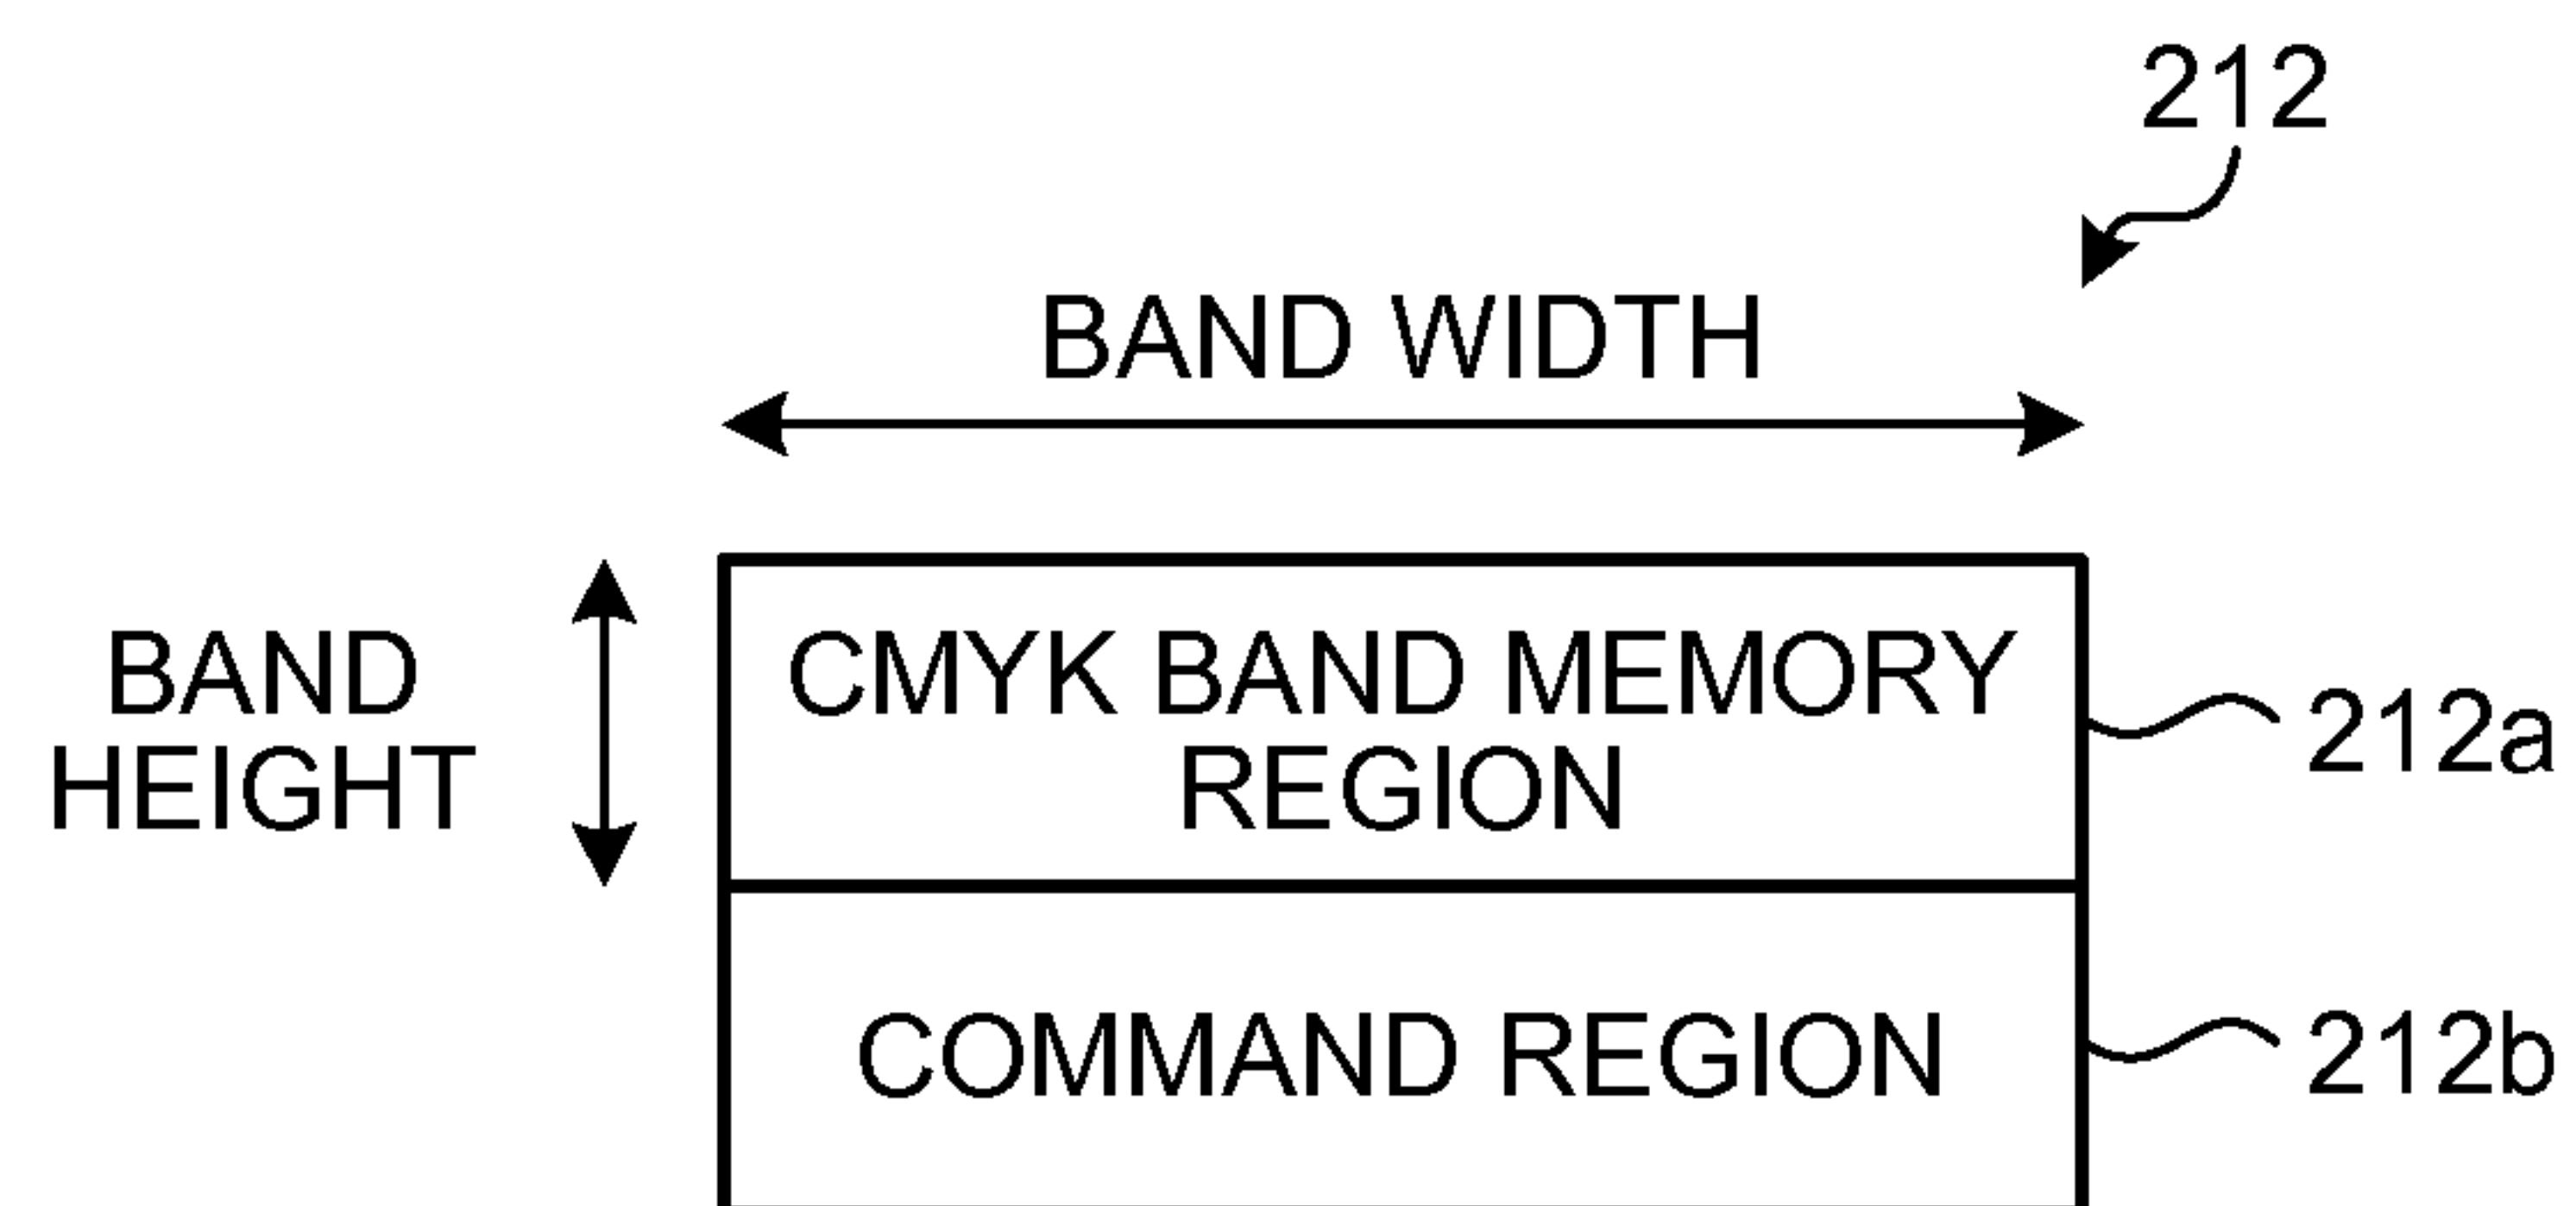 212
BAND WIDTH
BAND
HEIGHT
CMYK BAND MEMORY
REGION
212a
COMMAND REGION
212b